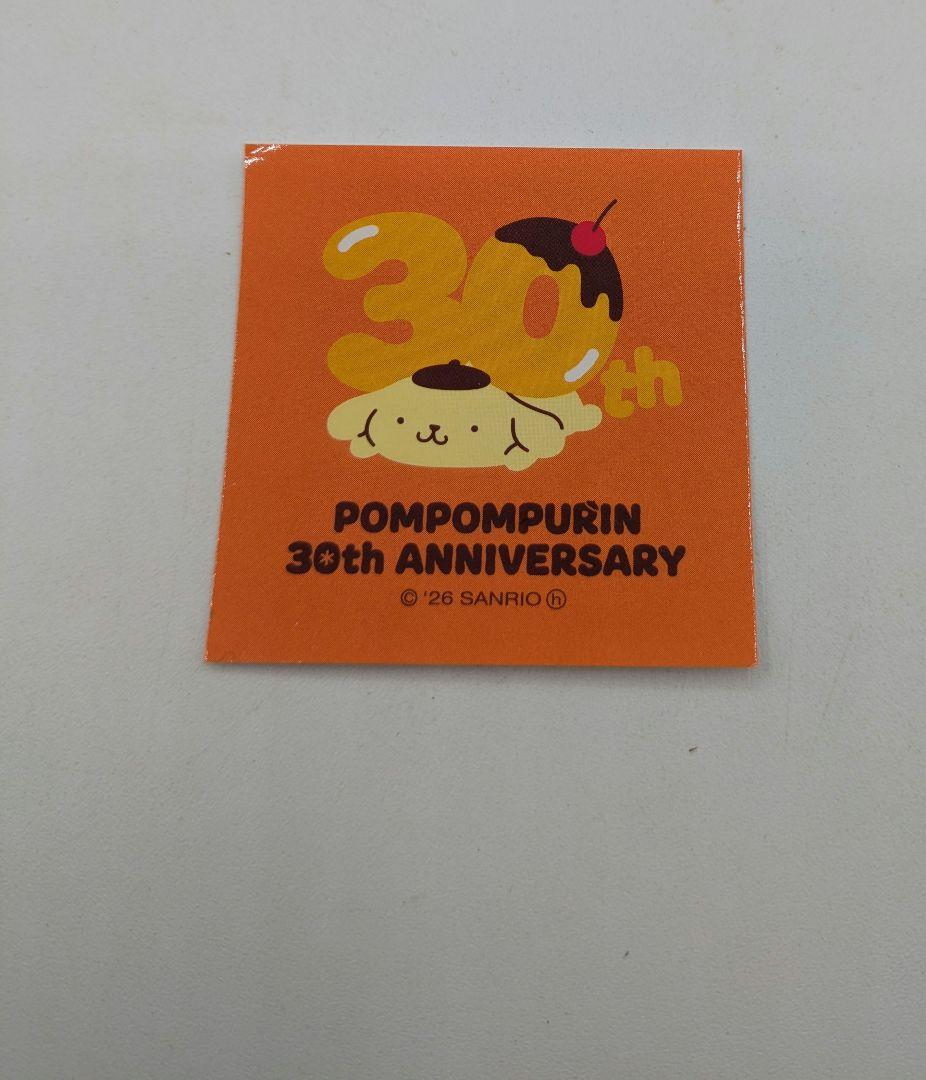 30th
POMPOMPURIN
30th ANNIVERSARY
© '26 SANRIO ⓗ